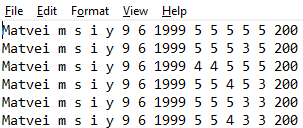 File Edit Format View Help
Matvei m s i y 9 6 1999 5 5 5 5 5 200
Matvei m s i y 9 6 1999 5 5 5 3 5 200
Matvei m s i y 9 6 1999 4 4 5 5 5 200
Matvei m s i y 9 6 1999 5 5 4 5 3 200
Matvei m s i y 9 6 1999 5 5 5 3 3 200
Matvei m s i y 9 6 1999 5 5 4 3 3 200